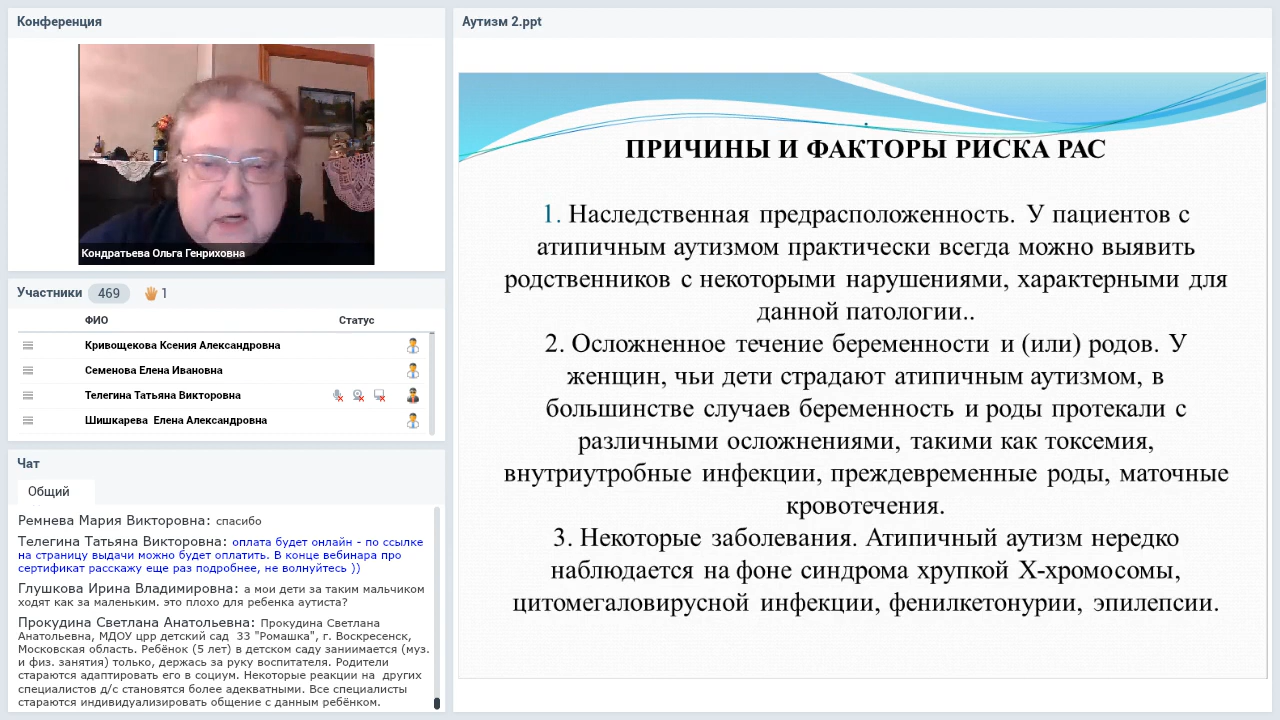 Конференция
Кондратьева Ольга Генриховна
Участники 469 1
ФИО Статус
Кривощекова Ксения Александровна
Семенова Елена Ивановна
Телегина Татьяна Викторовна
Шишкарева Елена Александровна
Чат
Общий
Ремнева Мария Викторовна: спасибо
Телегина Татьяна Викторовна: оплата будет онлайн - по ссылке
на страницу выдачи можно будет оплатить. В конце вебинара про
сертификат расскажу еще раз подробнее, не волнуйтесь ))
Глушкова Ирина Владимировна: а мои дети за таким мальчиком
ходят как за маленьким. это плохо для ребенка аутиста?
Прокудина Светлана Анатольевна: Прокудина Светлана
Анатольевна, МДОУ црр детский сад 33 "Ромашка", г. Воскресенск,
Московская область. Ребёнок (5 лет) в детском саду заниимается (муз.
и физ. занятия) только, держась за руку воспитателя. Родители
стараются адаптировать его в социум. Некоторые реакции на других
специалистов д/с становятся более адекватными. Все специалисты
стараются индивидуализировать общение с данным ребёнком.
Аутизм 2.ppt
ПРИЧИНЫ И ФАКТОРЫ РИСКА РАС
1. Наследственная предрасположенность. У пациентов с
атипичным аутизмом практически всегда можно выявить
родственников с некоторыми нарушениями, характерными для
данной патологии..
2. Осложненное течение беременности и (или) родов. У
женщин, чьи дети страдают атипичным аутизмом, в
большинстве случаев беременность и роды протекали с
различными осложнениями, такими как токсемия,
внутриутробные инфекции, преждевременные роды, маточные
кровотечения.
3. Некоторые заболевания. Атипичный аутизм нередко
наблюдается на фоне синдрома хрупкой Х-хромосомы,
цитомегаловирусной инфекции, фенилкетонурии, эпилепсии.